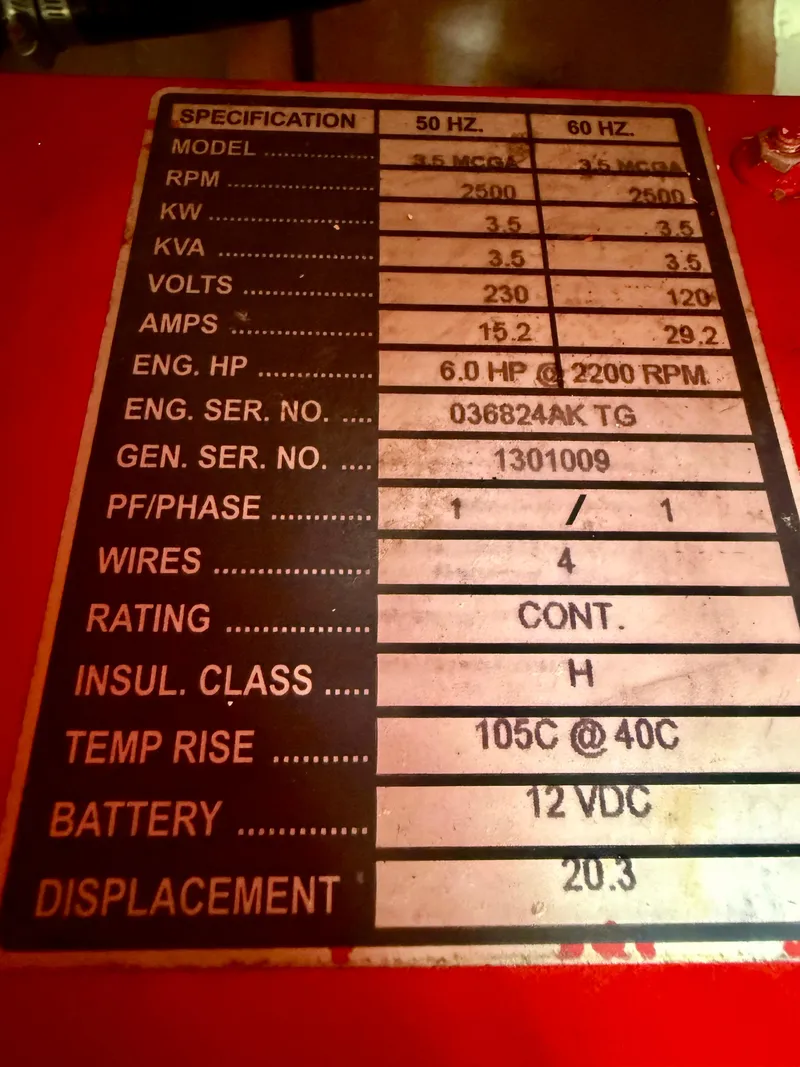 SPECIFICATION 50 HZ. 60 HZ.
MODEL .................. 3.5 MCGA 3.5 MCGA
RPM ........................ 2500 2500
KW .......................... 3.5 3.5
KVA ......................... 3.5 3.5
VOLTS ..................... 230 120
AMPS ...................... 15.2 29.2
ENG. HP .................. 6.0 HP @ 2200 RPM
ENG. SER. NO. .... 036824AK TG
GEN. SER. NO. .... 1301009
PF/PHASE ............. 1 / 1
WIRES .................... 4
RATING .................. CONT.
INSUL. CLASS ..... H
TEMP RISE .......... 105C @ 40C
BATTERY .............. 12 VDC
DISPLACEMENT 20.3